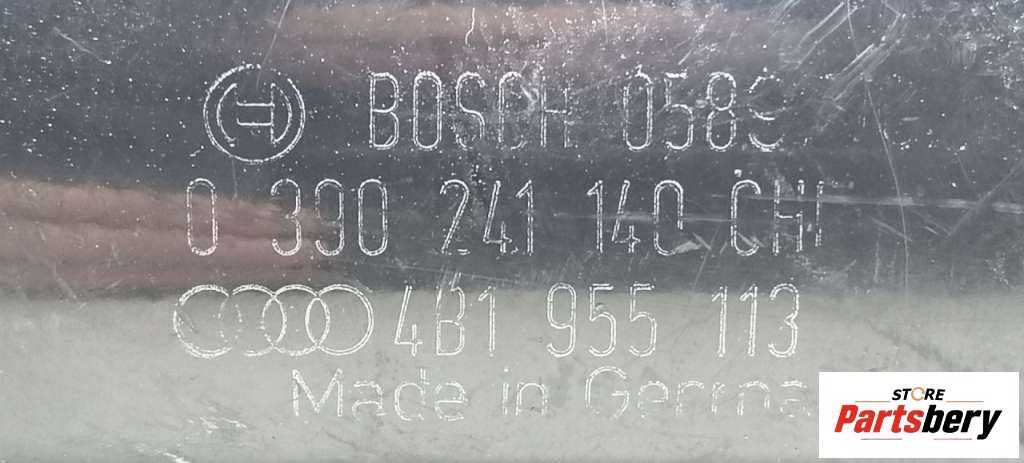 BOSCH 0589
0 390 241 140 CHI
4B1 955 113
Made in Germa
STORE
Partsbery